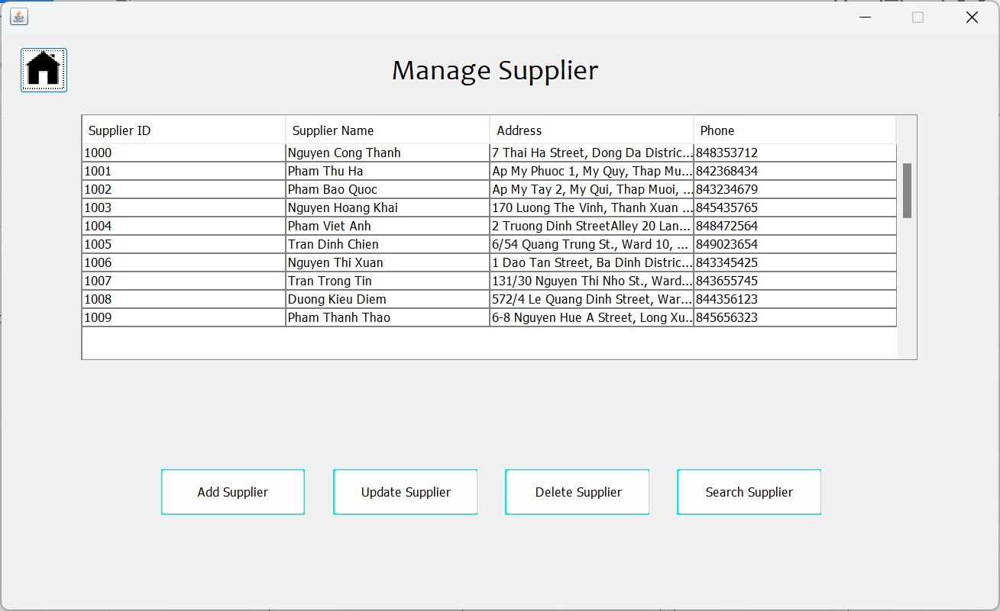 Manage Supplier
Supplier ID Supplier Name Address Phone
1000 Nguyen Cong Thanh 7 Thai Ha Street, Dong Da Distric... 848353712
1001 Pham Thu Ha Ap My Phuoc 1, My Quy, Thap Mu... 842368434
1002 Pham Bao Quoc Ap My Tay 2, My Qui, Thap Muoi, ... 843234679
1003 Nguyen Hoang Khai 170 Luong The Vinh, Thanh Xuan ... 845435765
1004 Pham Viet Anh 2 Truong Dinh StreetAlley 20 Lan... 848472564
1005 Tran Dinh Chien 6/54 Quang Trung St., Ward 10, ... 849023654
1006 Nguyen Thi Xuan 1 Dao Tan Street, Ba Dinh Distric... 843345425
1007 Tran Trong Tin 131/30 Nguyen Thi Nho St., Ward... 843655745
1008 Duong Kieu Diem 572/4 Le Quang Dinh Street, War... 844356123
1009 Pham Thanh Thao 6-8 Nguyen Hue A Street, Long Xu... 845656323
Add Supplier Update Supplier Delete Supplier Search Supplier